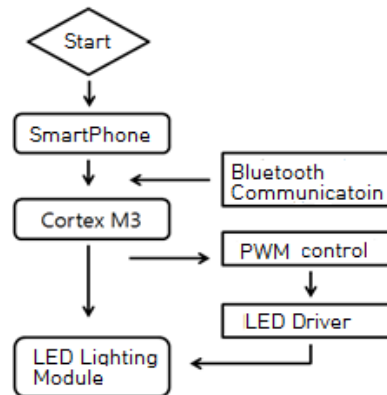 Start
SmartPhone
Bluetooth
Communicatoin
Cortex M3
PWM control
LED Driver
LED Lighting
Module